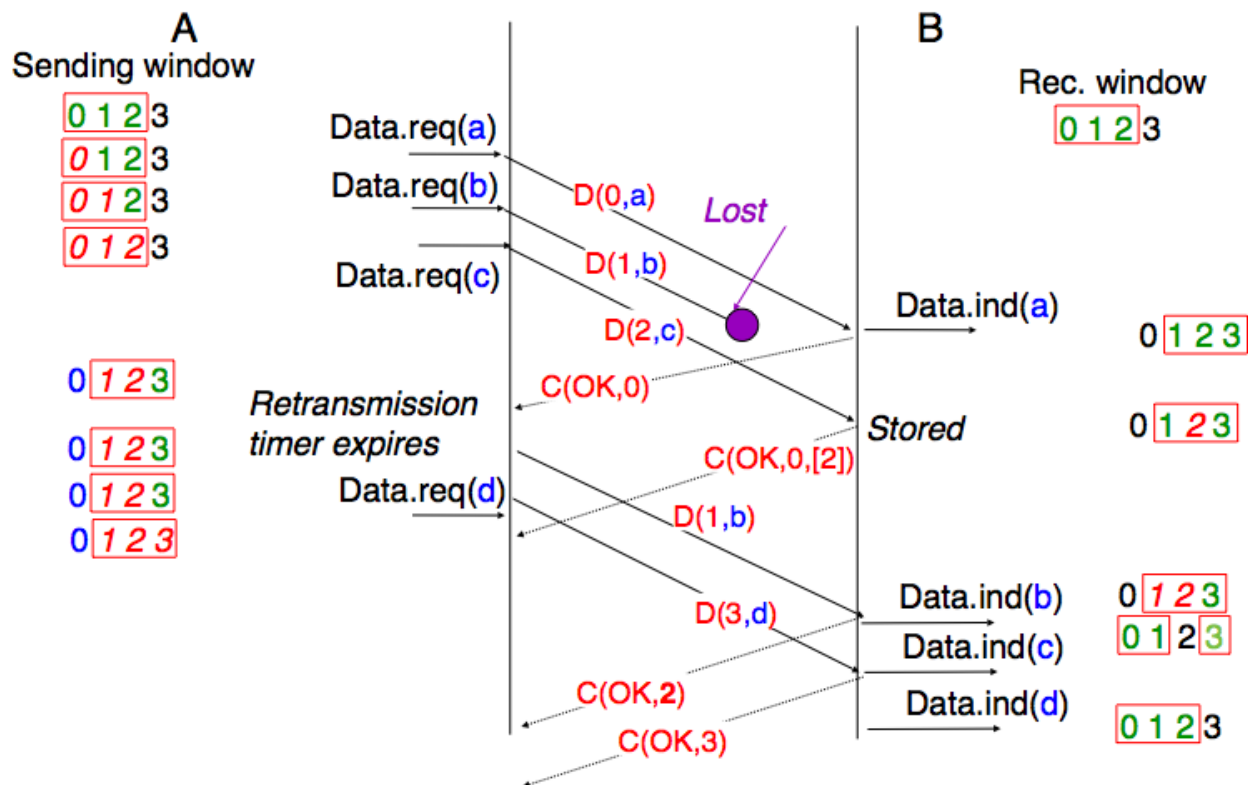 A
B
Sending window
Rec. window
0 1 2 3
0 1 2 3
Data.req(a)
0 1 2 3
Data.req(b)
D(0,a)
Lost
0 1 2 3
0 1 2 3
D(1,b)
Data.req(c)
Data.ind(a)
D(2,c)
0 1 2 3
0 1 2 3
C(OK,0)
Retransmission
timer expires
Stored
0 1 2 3
0 1 2 3
C(OK,0,[2])
Data.req(d)
0 1 2 3
D(1,b)
0 1 2 3
Data.ind(b)
0 1 2 3
D(3,d)
0 1 2 3
Data.ind(c)
C(OK,2)
Data.ind(d)
0 1 2 3
C(OK,3)